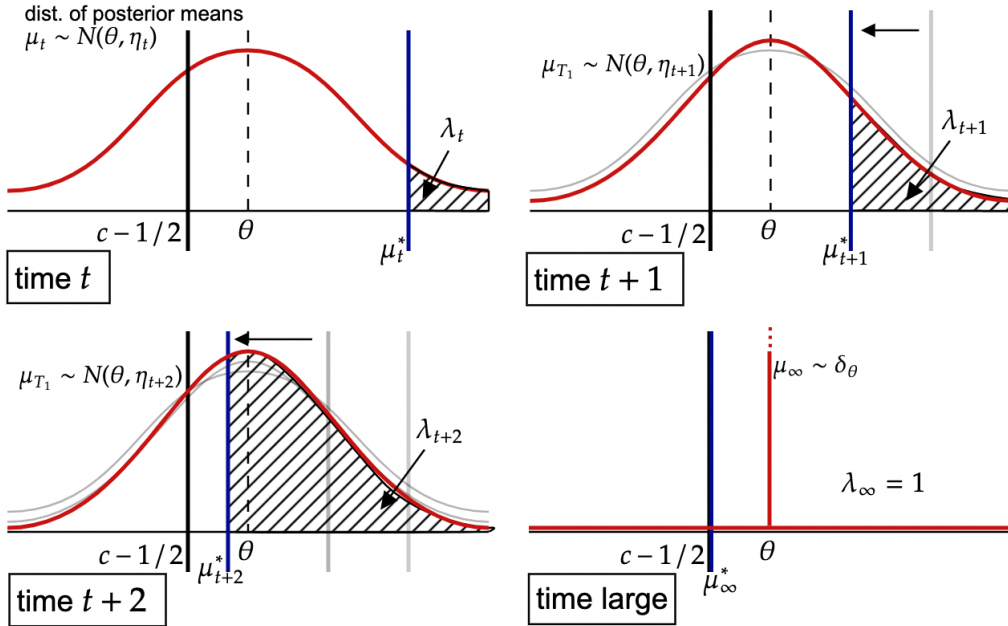 dist. of posterior means
μ_t ~ N(θ, η_t)
λ_t
c − 1/2
θ
μ*_t
time t
μ_{T_1} ~ N(θ, η_{t+1})
λ_{t+1}
c − 1/2
θ
μ*_{t+1}
time t + 1
μ_{T_1} ~ N(θ, η_{t+2})
λ_{t+2}
c − 1/2
θ
μ*_{t+2}
time t + 2
μ_∞ ~ δ_θ
λ_∞ = 1
c − 1/2
θ
μ*_∞
time large